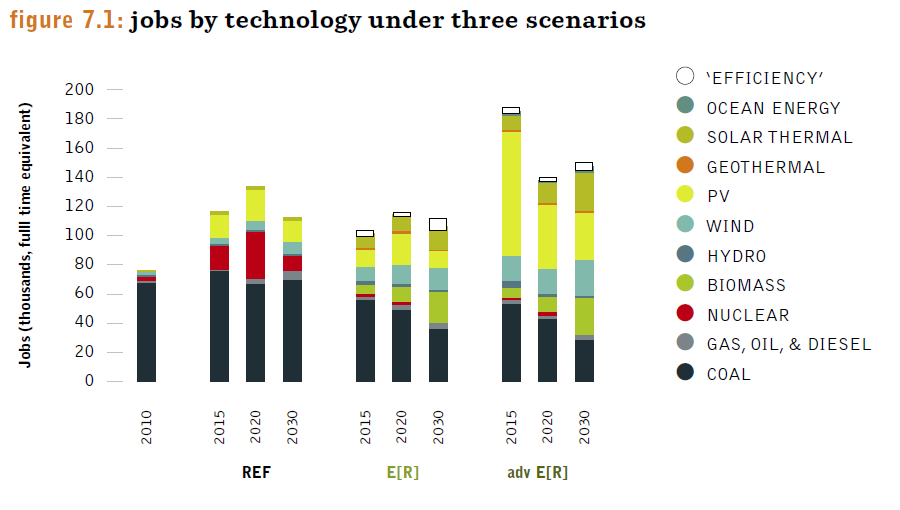 figure 7.1: jobs by technology under three scenarios
Jobs (thousands, fulll time equivalent)
200
180
160
140
120
100
80
60
40
20
0
2010
2015
2020
2030
2015
2020
2030
2015
2020
2030
REF
E[R]
adv E[R]
‘EFFICIENCY’
OCEAN ENERGY
SOLAR THERMAL
GEOTHERMAL
PV
WIND
HYDRO
BIOMASS
NUCLEAR
GAS, OIL, & DIESEL
COAL